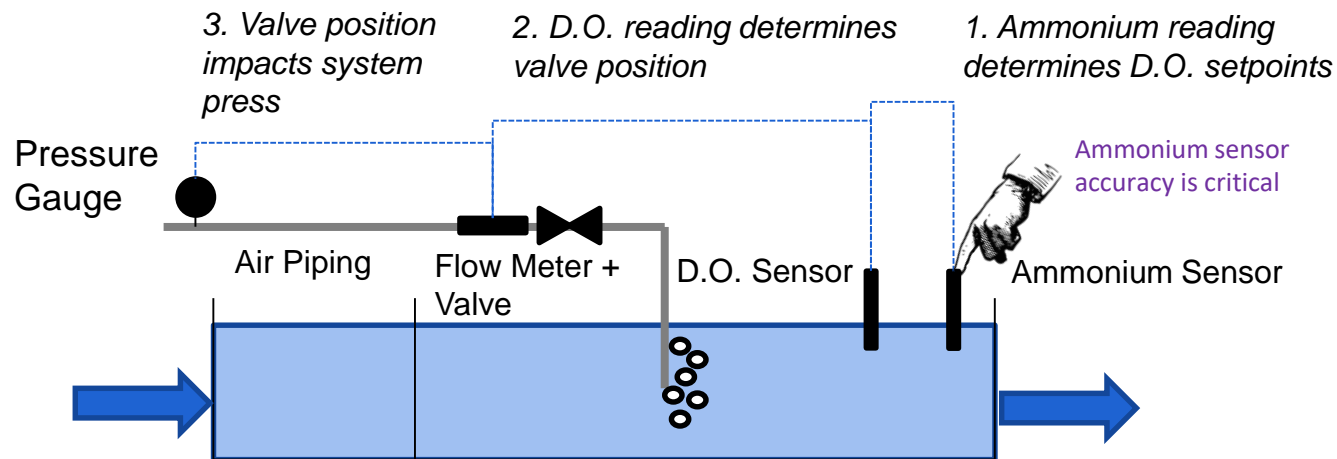 3. Valve position
impacts system
press
2. D.O. reading determines
valve position
1. Ammonium reading
determines D.O. setpoints
Pressure
Gauge
Ammonium sensor
accuracy is critical
Air Piping
Flow Meter +
Valve
D.O. Sensor
Ammonium Sensor